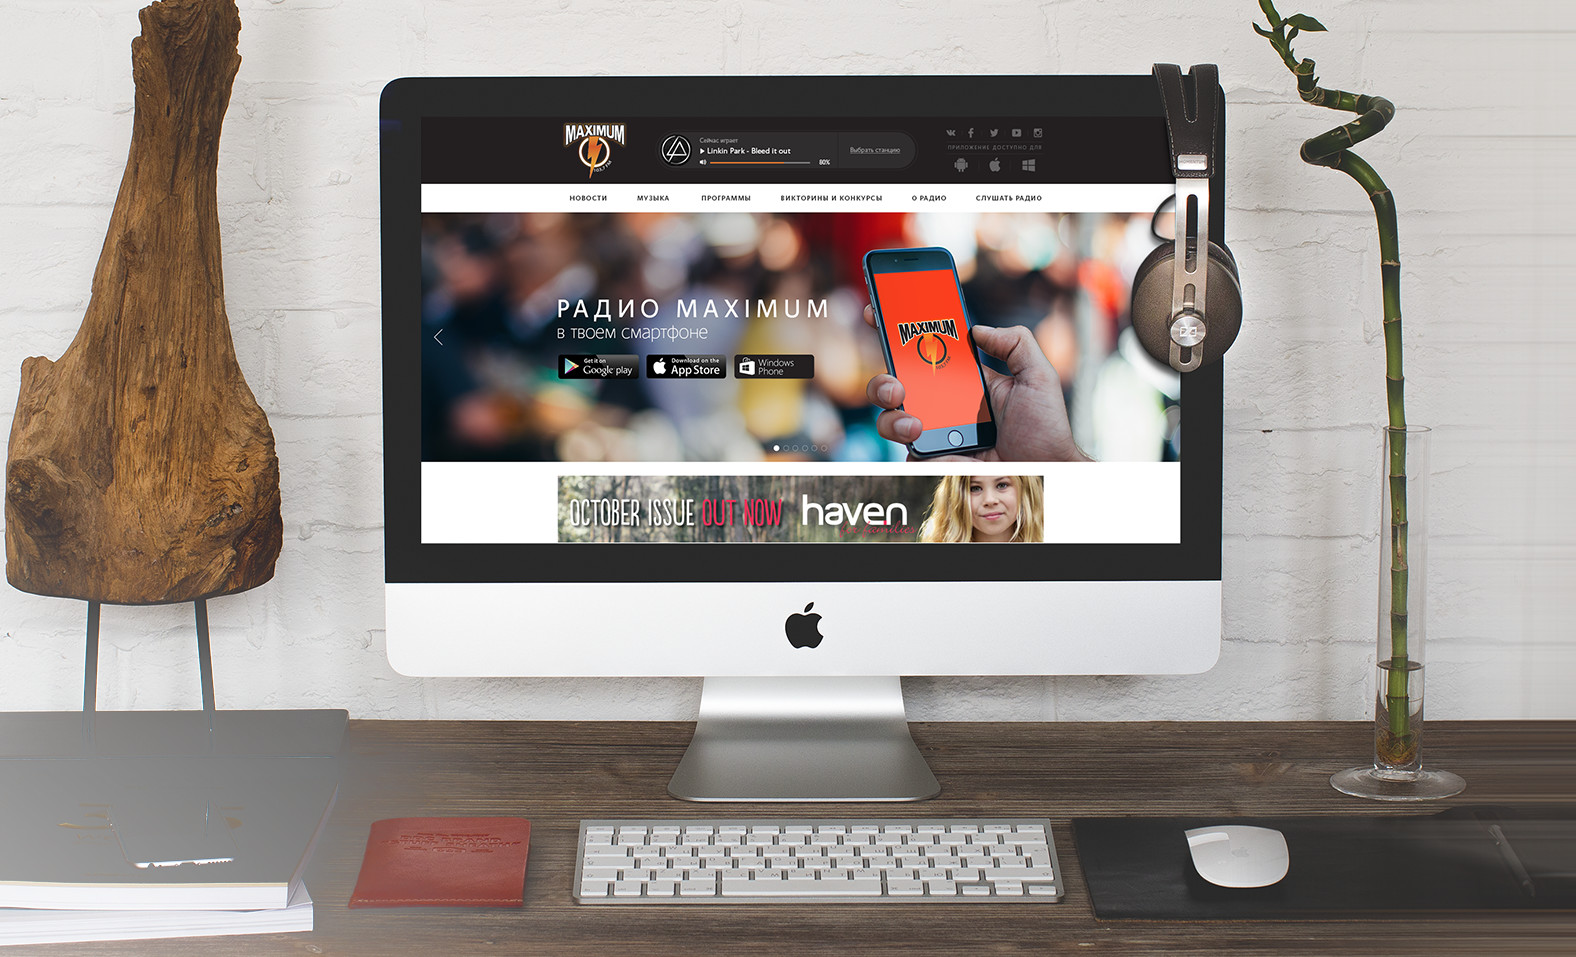 MAXIMUM
Сейчас играет
Linkin Park - Bleed it out
80%
Выбрать станцию
ПРИЛОЖЕНИЕ ДОСТУПНО ДЛЯ
НОВОСТИ
МУЗЫКА
ПРОГРАММЫ
ВИКТОРИНЫ И КОНКУРСЫ
О РАДИО
СЛУШАТЬ РАДИО
РАДИО MAXIMUM
в твоем смартфоне
Get it on
Google play
Download on the
App Store
Windows
Phone
MAXIMUM
OCTOBER ISSUE OUT NOW
haven
for families